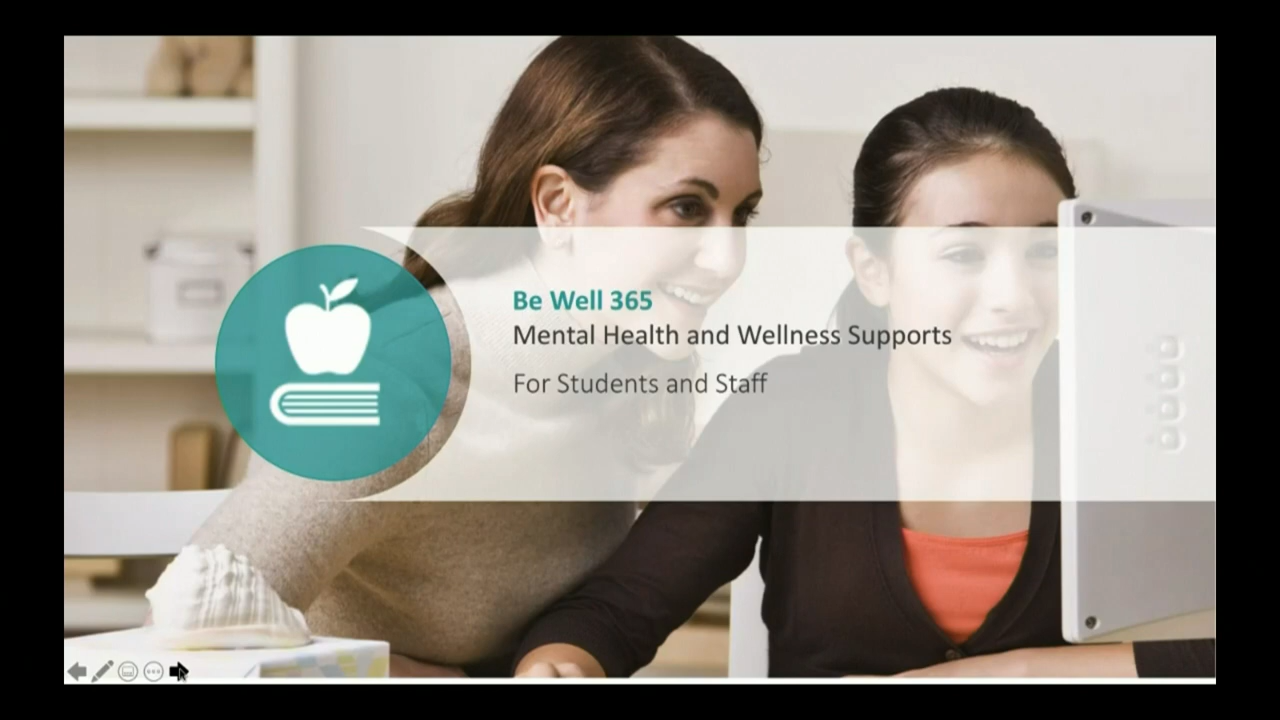 Be Well 365
Mental Health and Wellness Supports
For Students and Staff